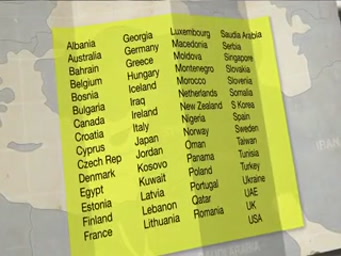 Albania
Australia
Bahrain
Belgium
Bosnia
Bulgaria
Canada
Croatia
Cyprus
Czech Rep
Denmark
Egypt
Estonia
Finland
France
Georgia
Germany
Greece
Hungary
Iceland
Iraq
Ireland
Italy
Japan
Jordan
Kosovo
Kuwait
Latvia
Lebanon
Lithuania
Luxembourg
Macedonia
Moldova
Montenegro
Morocco
Netherlands
New Zealand
Nigeria
Norway
Oman
Panama
Poland
Portugal
Qatar
Romania
Saudia Arabia
Serbia
Singapore
Slovakia
Slovenia
Somalia
S Korea
Spain
Sweden
Taiwan
Tunisia
Turkey
Ukraine
UAE
UK
USA